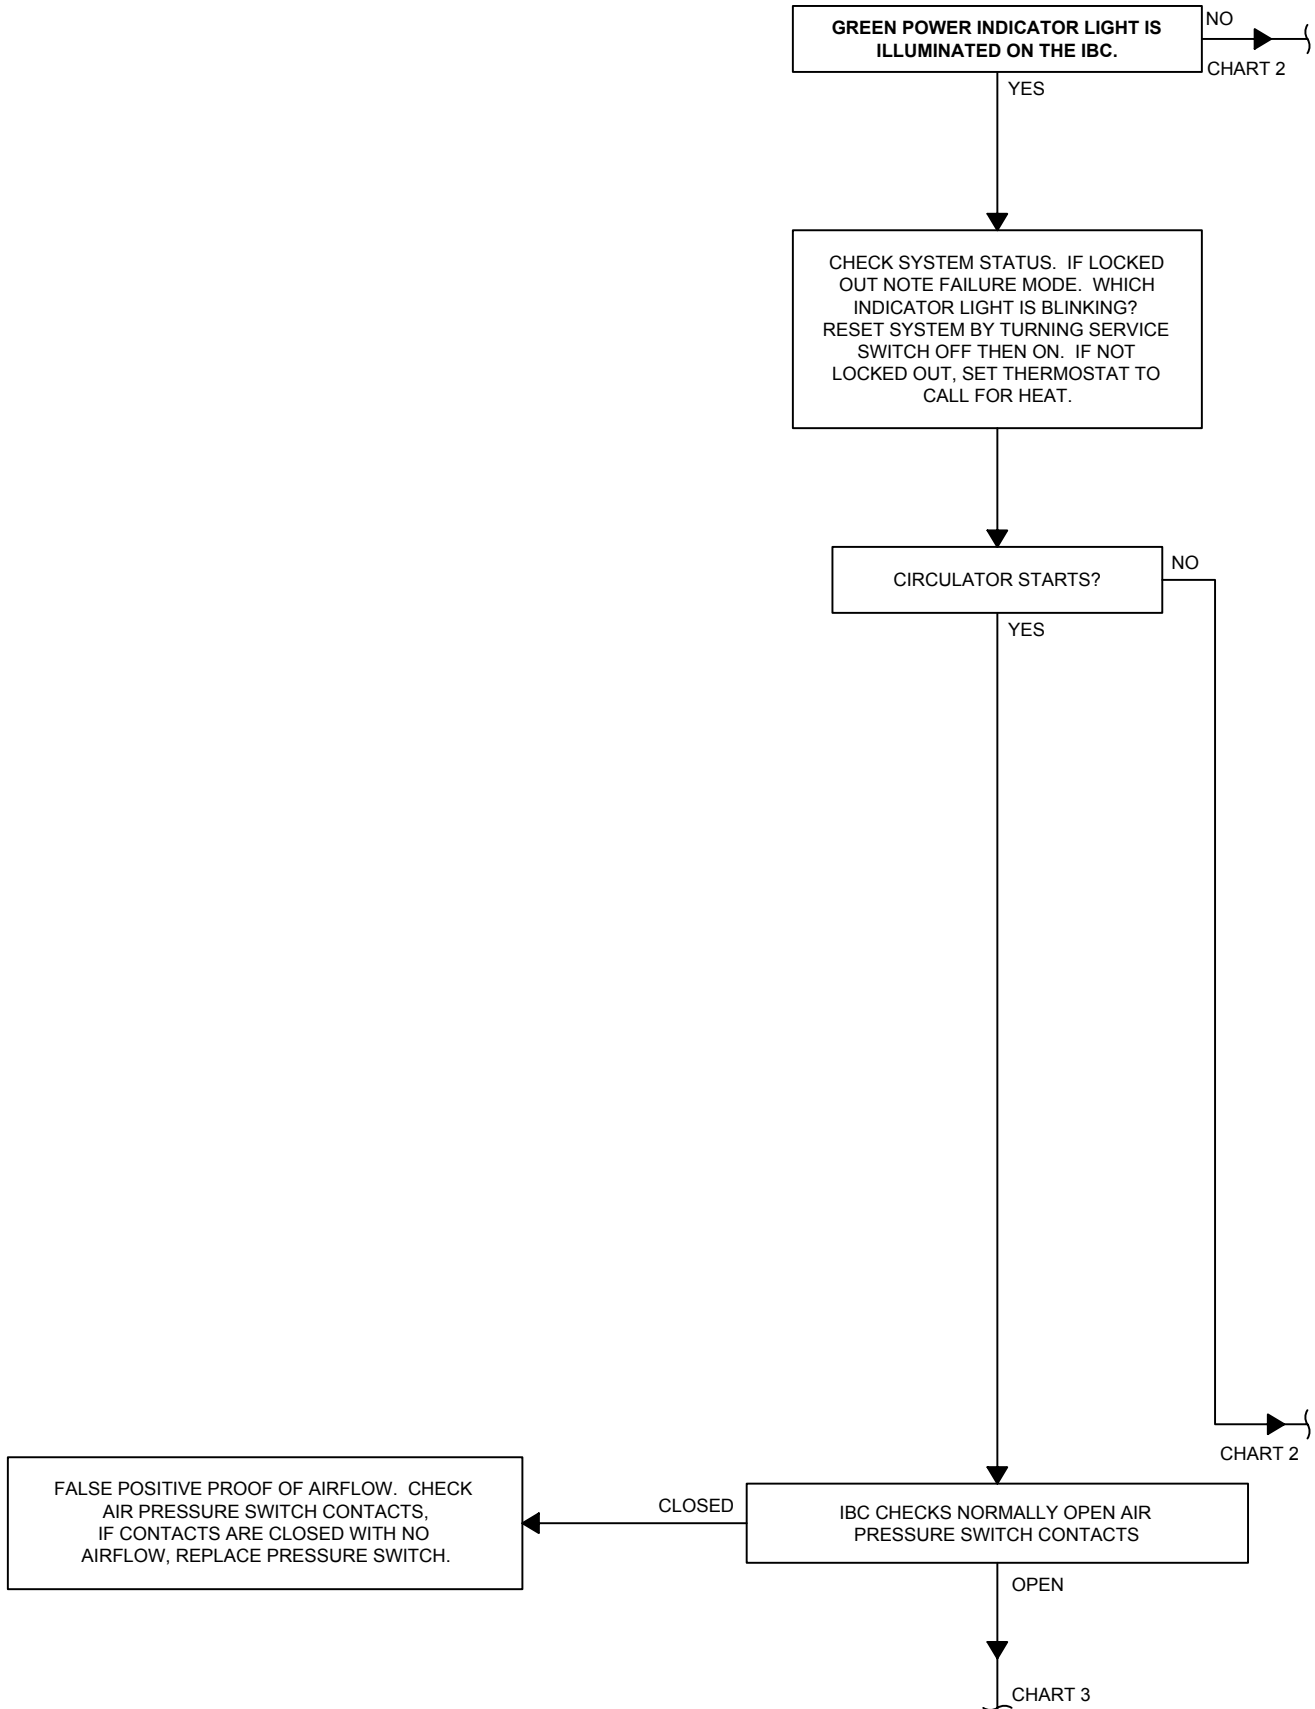 GREEN POWER INDICATOR LIGHT IS
ILLUMINATED ON THE IBC.
NO
CHART 2
YES
CHECK SYSTEM STATUS.  IF LOCKED
OUT NOTE FAILURE MODE.  WHICH
INDICATOR LIGHT IS BLINKING?
RESET SYSTEM BY TURNING SERVICE
SWITCH OFF THEN ON.  IF NOT
LOCKED OUT, SET THERMOSTAT TO
CALL FOR HEAT.
CIRCULATOR STARTS?
NO
YES
CHART 2
FALSE POSITIVE PROOF OF AIRFLOW.  CHECK
AIR PRESSURE SWITCH CONTACTS,
IF CONTACTS ARE CLOSED WITH NO
AIRFLOW, REPLACE PRESSURE SWITCH.
CLOSED
IBC CHECKS NORMALLY OPEN AIR
PRESSURE SWITCH CONTACTS
OPEN
CHART 3